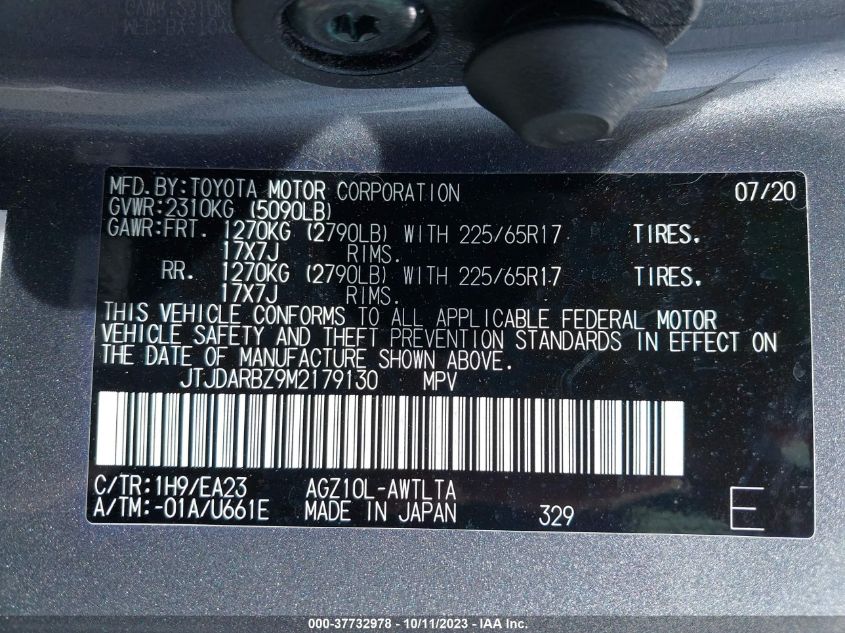 MFD.BY:TOYOTA MOTOR CORPORATION 07/20
GVWR:2310KG (5090LB)
GAWR:FRT. 1270KG (2790LB) WITH 225/65R17 TIRES.
17X7J RIMS.
RR. 1270KG (2790LB) WITH 225/65R17 TIRES.
17X7J RIMS.
THIS VEHICLE CONFORMS TO ALL APPLICABLE FEDERAL MOTOR
VEHICLE SAFETY AND THEFT PREVENTION STANDARDS IN EFFECT ON
THE DATE OF MANUFACTURE SHOWN ABOVE.
JTJDARBZ9M2179130 MPV
C/TR:1H9/EA23 AGZ10L-AWTLTA
A/TM:-01A/U661E MADE IN JAPAN 329 E
000-37732978 - 10/11/2023 - IAA Inc.